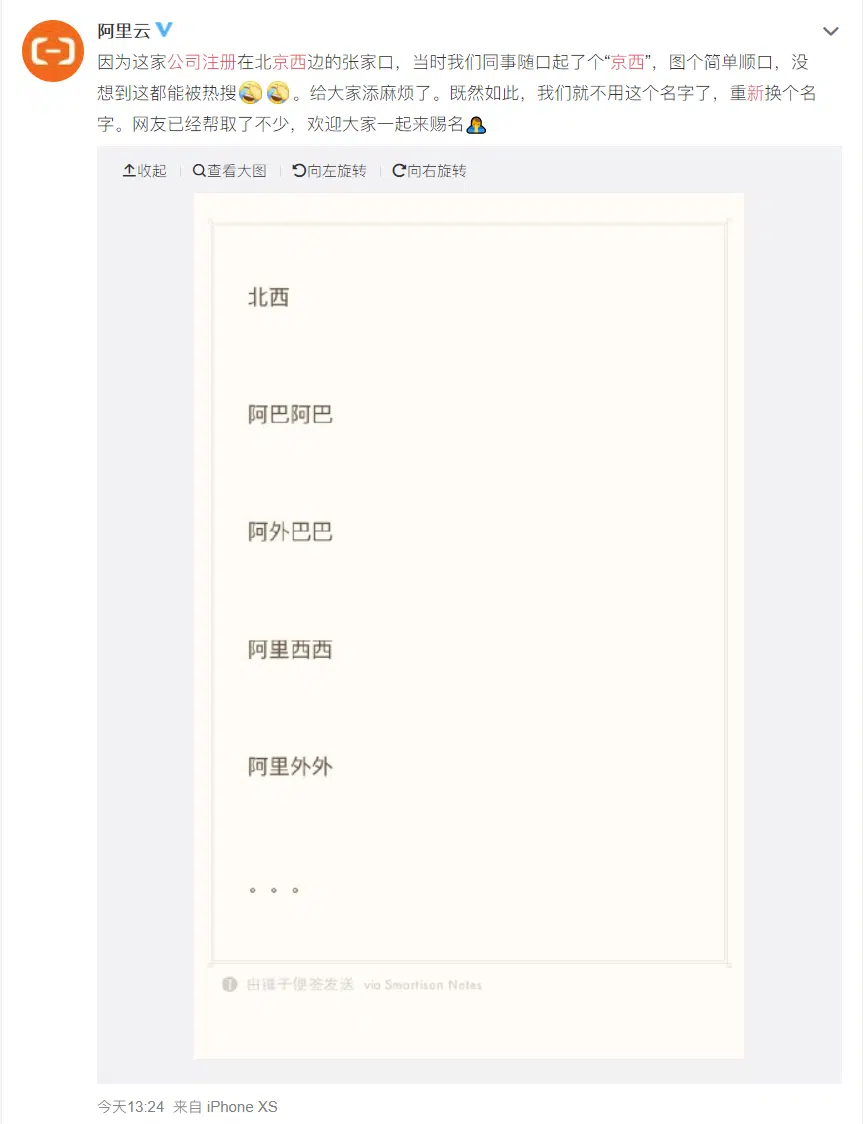 阿里云
因为这家公司注册在北京西边的张家口，当时我们同事随口起了个“京西”，图个简单顺口，没
想到这都能被热搜🤣🤣。给大家添麻烦了。既然如此，我们就不用这个名字了，重新换个名
字。网友已经帮取了不少，欢迎大家一起来赐名🙇
收起 查看大图 向左旋转 向右旋转
北西
阿巴阿巴
阿外巴巴
阿里西西
阿里外外
。。。
由锤子便签发送 via Smartisan Notes
今天13:24 来自 iPhone XS